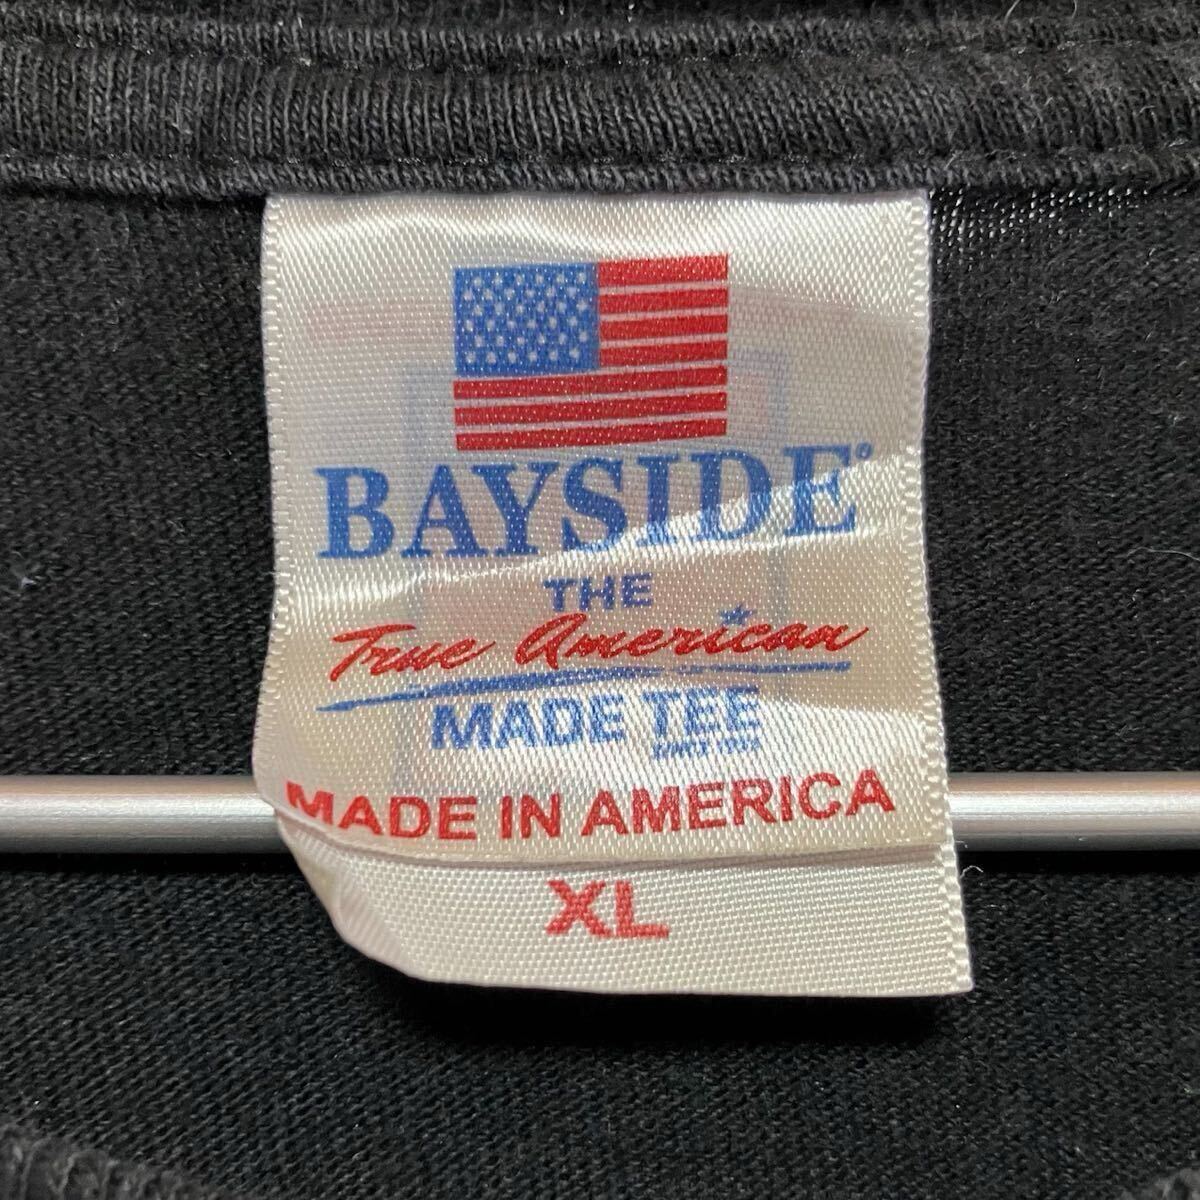 BAYSIDE®
THE
True American
MADE TEE
MADE IN AMERICA
XL